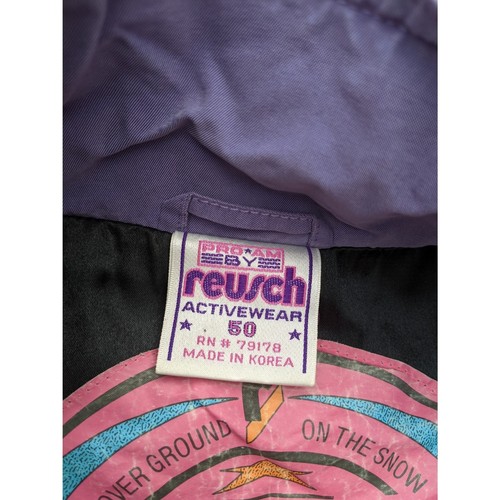 PRO★AM
BY
reusch
ACTIVEWEAR
50
RN # 79178
MADE IN KOREA
OVER GROUND ON THE SNOW